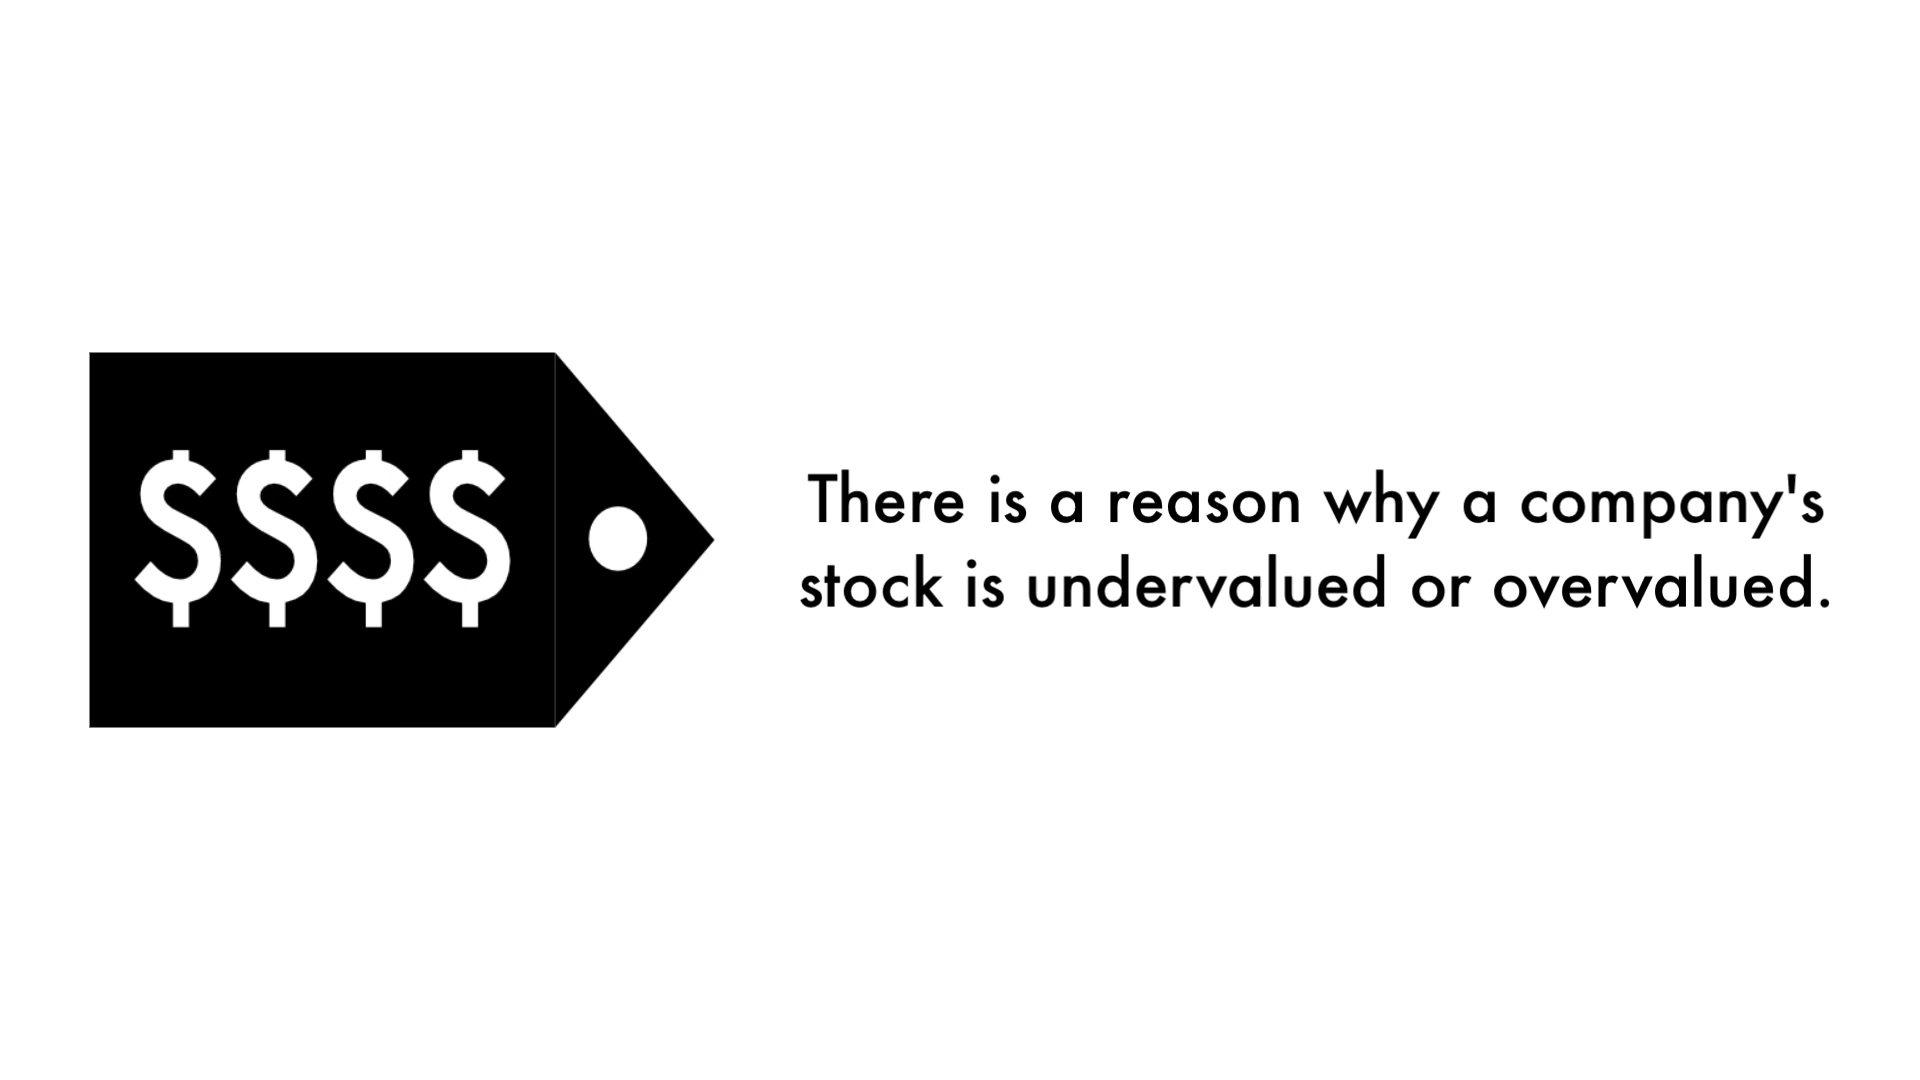 $$$$
There is a reason why a company's
stock is undervalued or overvalued.